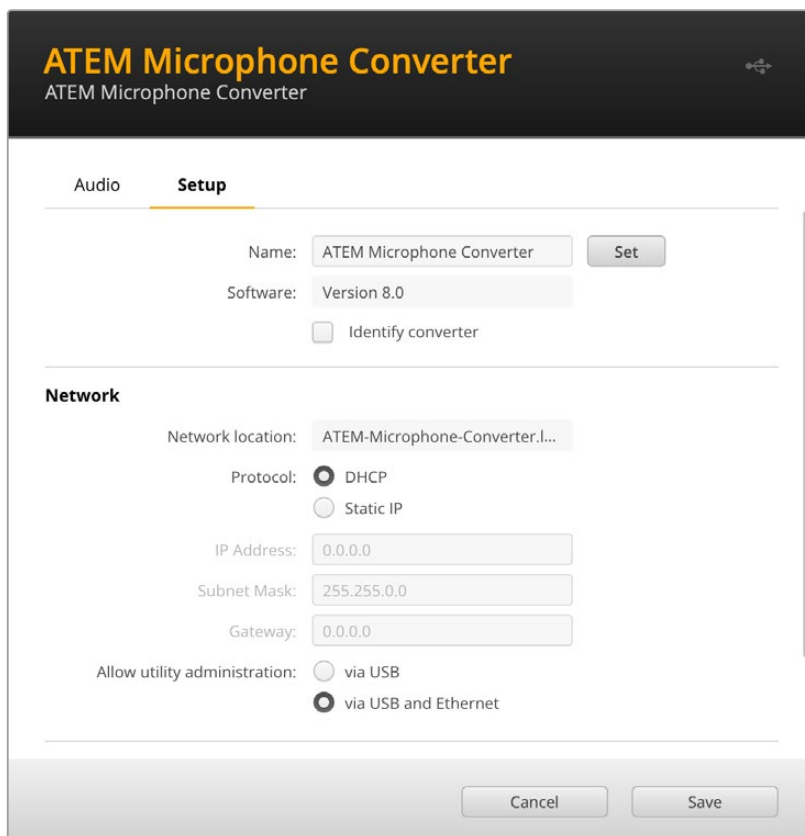 ATEM Microphone Converter
ATEM Microphone Converter
Audio Setup
Name: ATEM Microphone Converter Set
Software: Version 8.0
Identify converter
Network
Network location: ATEM-Microphone-Converter.l...
Protocol: DHCP
Static IP
IP Address: 0.0.0.0
Subnet Mask: 255.255.0.0
Gateway: 0.0.0.0
Allow utility administration: via USB
via USB and Ethernet
Cancel Save